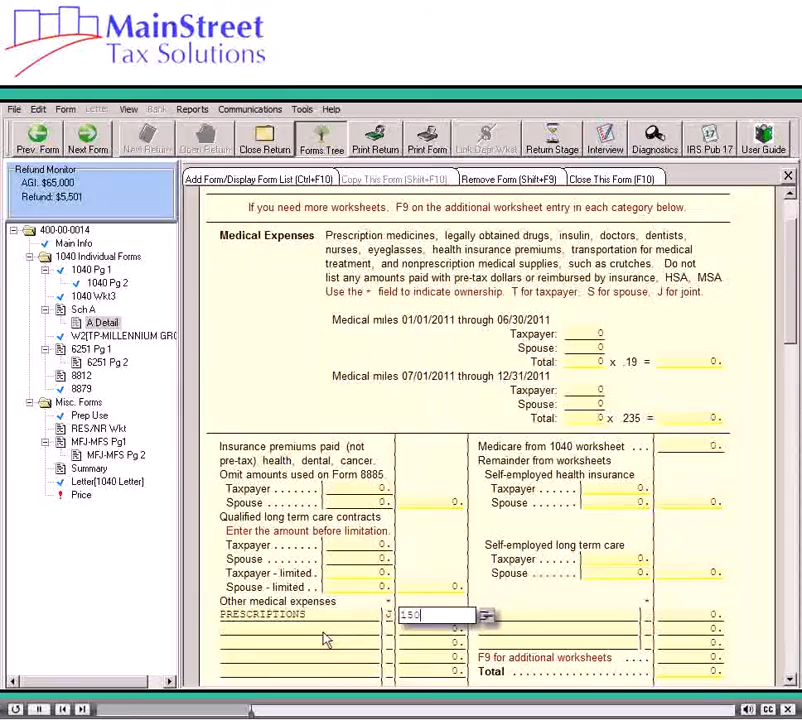 MainStreet
Tax Solutions
File Edit Form Letter View Bank Reports Communications Tools Help
Prev. Form Next Form New Return Open Return Close Return Forms Tree Print Return Print Form Link Depr Wkst Return Stage Interview Diagnostics IRS Pub 17 User Guide
Refund Monitor
AGI: $65,000
Refund: $5,501
Add Form/Display Form List (Ctrl+F10) Copy This Form (Shift+F10) Remove Form (Shift+F9) Close This Form (F10)
400-00-0014
Main Info
1040 Individual Forms
1040 Pg 1
1040 Pg 2
1040 Wkt3
Sch A
A Detail
W2[TP-MILLENNIUM GRO
6251 Pg 1
6251 Pg 2
8812
8879
Misc. Forms
Prep Use
RES/NR Wkt
MFJ-MFS Pg1
MFJ-MFS Pg 2
Summary
Letter[1040 Letter]
Price
If you need more worksheets. F9 on the additional worksheet entry in each category below.
Medical Expenses Prescription medicines, legally obtained drugs, insulin, doctors, dentists,
nurses, eyeglasses, health insurance premiums, transportation for medical
treatment, and nonprescription medical supplies, such as crutches. Do not
list any amounts paid with pre-tax dollars or reimbursed by insurance, HSA, MSA.
Use the * field to indicate ownership. T for taxpayer. S for spouse. J for joint.
Medical miles 01/01/2011 through 06/30/2011
Taxpayer: 0
Spouse: 0
Total: 0 x .19 = 0.
Medical miles 07/01/2011 through 12/31/2011
Taxpayer: 0
Spouse: 0
Total: 0 x .235 = 0.
Insurance premiums paid (not
pre-tax) health, dental, cancer.
Omit amounts used on Form 8885.
Taxpayer . . . . . . . 0.
Spouse . . . . . . . . 0. 0.
Qualified long term care contracts
Enter the amount before limitation.
Taxpayer . . . . . . . 0.
Spouse . . . . . . . . 0.
Taxpayer - limited . . 0.
Spouse - limited . . . 0. 0.
Other medical expenses *
PRESCRIPTIONS J 150
0.
0.
0.
0.
Medicare from 1040 worksheet . . . 0.
Remainder from worksheets
Self-employed health insurance
Taxpayer . . . . . . 0.
Spouse . . . . . . . 0. 0.
Self-employed long term care
Taxpayer . . . . . . 0.
Spouse . . . . . . . 0. 0.
*
0.
0.
0.
F9 for additional worksheets . . . . 0.
Total . . . . . . . . . . . . . . . . . . . . 0.
CC